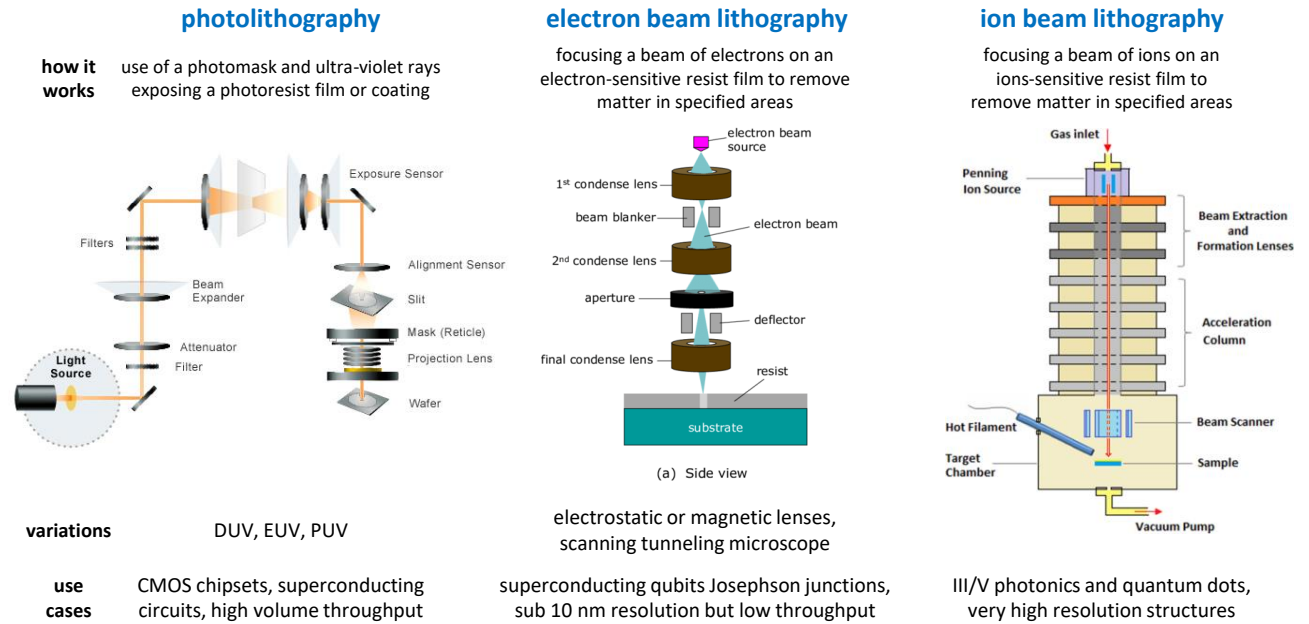 photolithography
electron beam lithography
ion beam lithography
how it
works
use of a photomask and ultra-violet rays
exposing a photoresist film or coating
focusing a beam of electrons on an
electron-sensitive resist film to remove
matter in specified areas
focusing a beam of ions on an
ions-sensitive resist film to
remove matter in specified areas
Exposure Sensor
Filters
Alignment Sensor
Beam
Expander
Slit
Mask (Reticle)
Attenuator
Projection Lens
Light
Source
Filter
Wafer
electron beam
source
1st condense lens
beam blanker
electron beam
2nd condense lens
aperture
deflector
final condense lens
resist
substrate
(a) Side view
Gas inlet
Penning
Ion Source
Beam Extraction
and
Formation Lenses
Acceleration
Column
Hot Filament
Beam Scanner
Target
Chamber
Sample
Vacuum Pump
variations
DUV, EUV, PUV
electrostatic or magnetic lenses,
scanning tunneling microscope
use
cases
CMOS chipsets, superconducting
circuits, high volume throughput
superconducting qubits Josephson junctions,
sub 10 nm resolution but low throughput
III/V photonics and quantum dots,
very high resolution structures